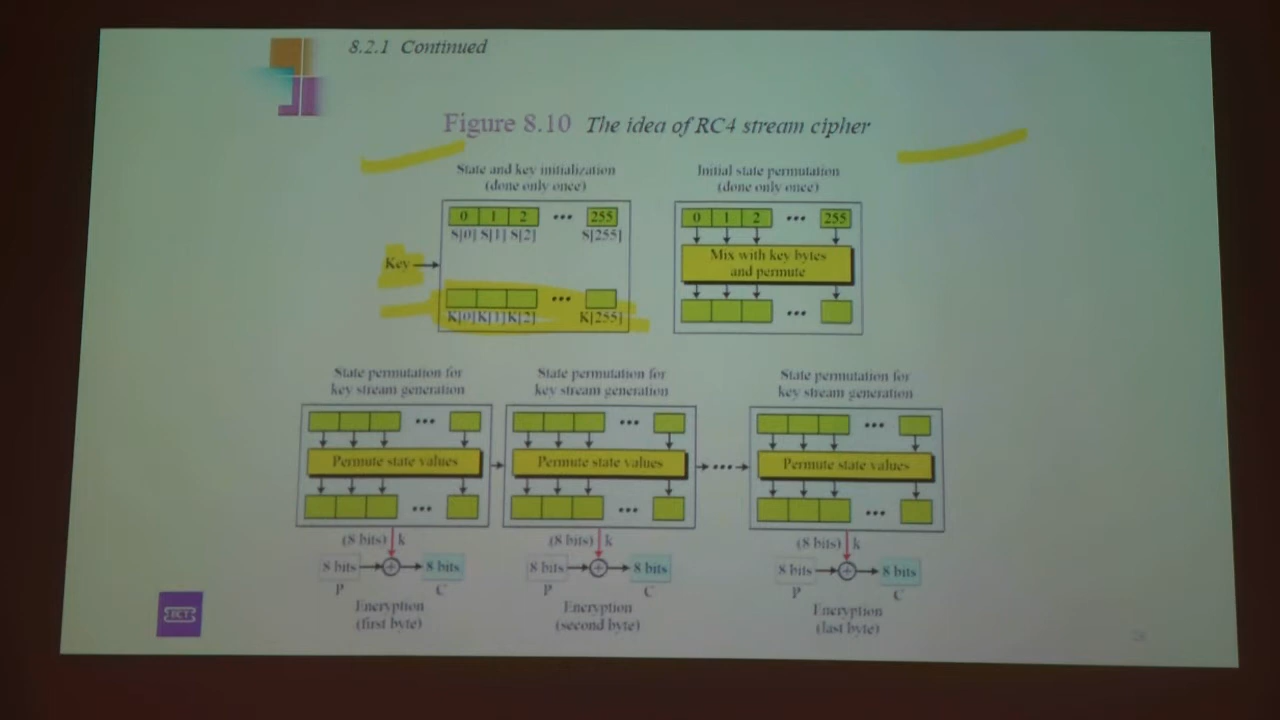 8.2.1 Continued
Figure 8.10 The idea of RC4 stream cipher
State and key initialization
(done only once)
0 1 2 ••• 255
S[0] S[1] S[2] S[255]
Key
•••
K[0] K[1] K[2] K[255]
Initial state permutation
(done only once)
0 1 2 ••• 255
Mix with key bytes
and permute
•••
State permutation for
key stream generation
•••
Permute state values
•••
(8 bits) k
8 bits + 8 bits
P C
Encryption
(first byte)
State permutation for
key stream generation
•••
Permute state values
•••
(8 bits) k
8 bits + 8 bits
P C
Encryption
(second byte)
•••
State permutation for
key stream generation
•••
Permute state values
•••
(8 bits) k
8 bits + 8 bits
P C
Encryption
(last byte)